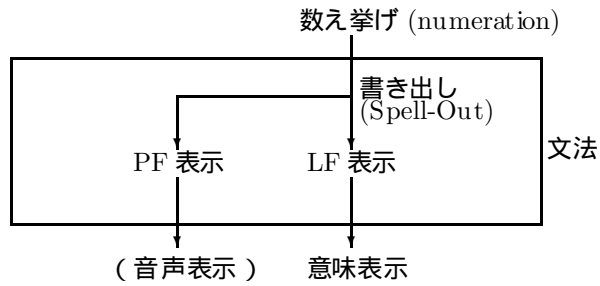 数え挙げ (numeration)
書き出し
(Spell-Out)
PF 表示
LF 表示
文法
(音声表示)
意味表示